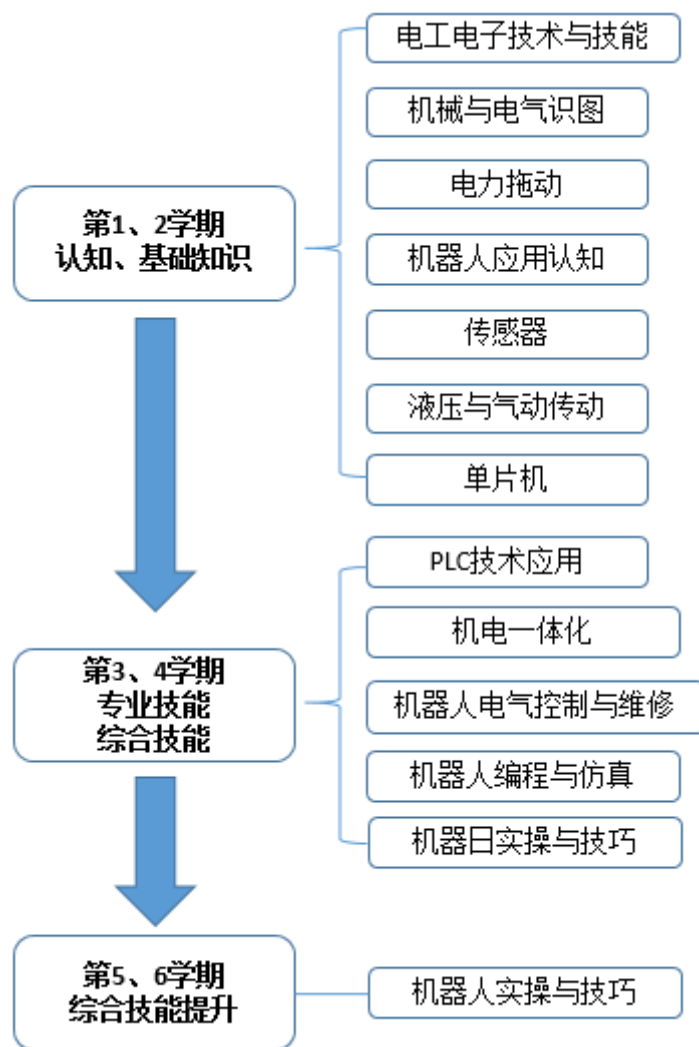 第1、2学期
认知、基础知识
电工电子技术与技能
机械与电气识图
电力拖动
机器人应用认知
传感器
液压与气动传动
单片机
第3、4学期
专业技能
综合技能
PLC技术应用
机电一体化
机器人电气控制与维修
机器人编程与仿真
机器日实操与技巧
第5、6学期
综合技能提升
机器人实操与技巧